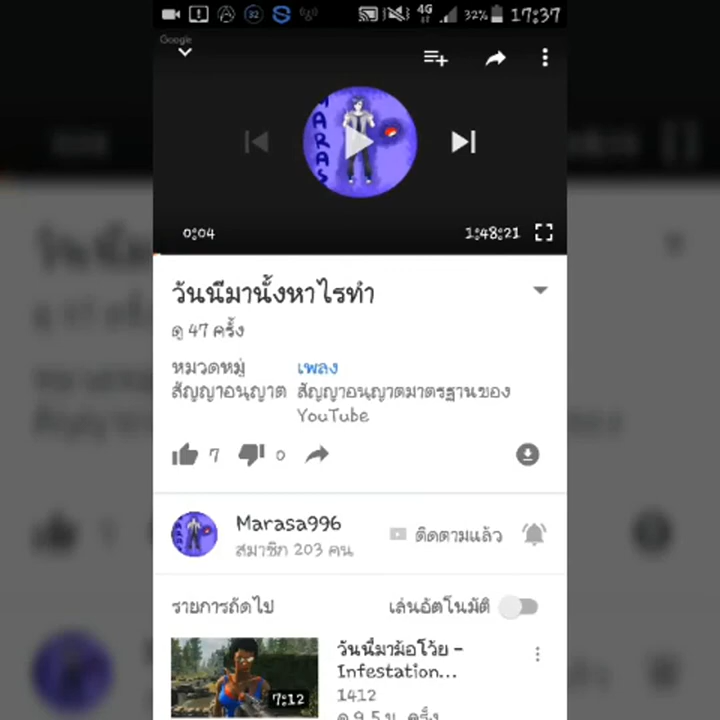 32 4G 32% 17:37
Google
MARAS
0:04 1:48:21
วันนี้มานั้งหาไรทำ
ดู 47 ครั้ง
หมวดหมู่ เพลง
สัญญาอนุญาต สัญญาอนุญาตมาตรฐานของ
YouTube
7 0
Marasa996
ติดตามแล้ว
สมาชิก 203 คน
รายการถัดไป เล่นอัตโนมัติ
วันนี้มาม้อโว้ย -
Infestation...
7:12
1412